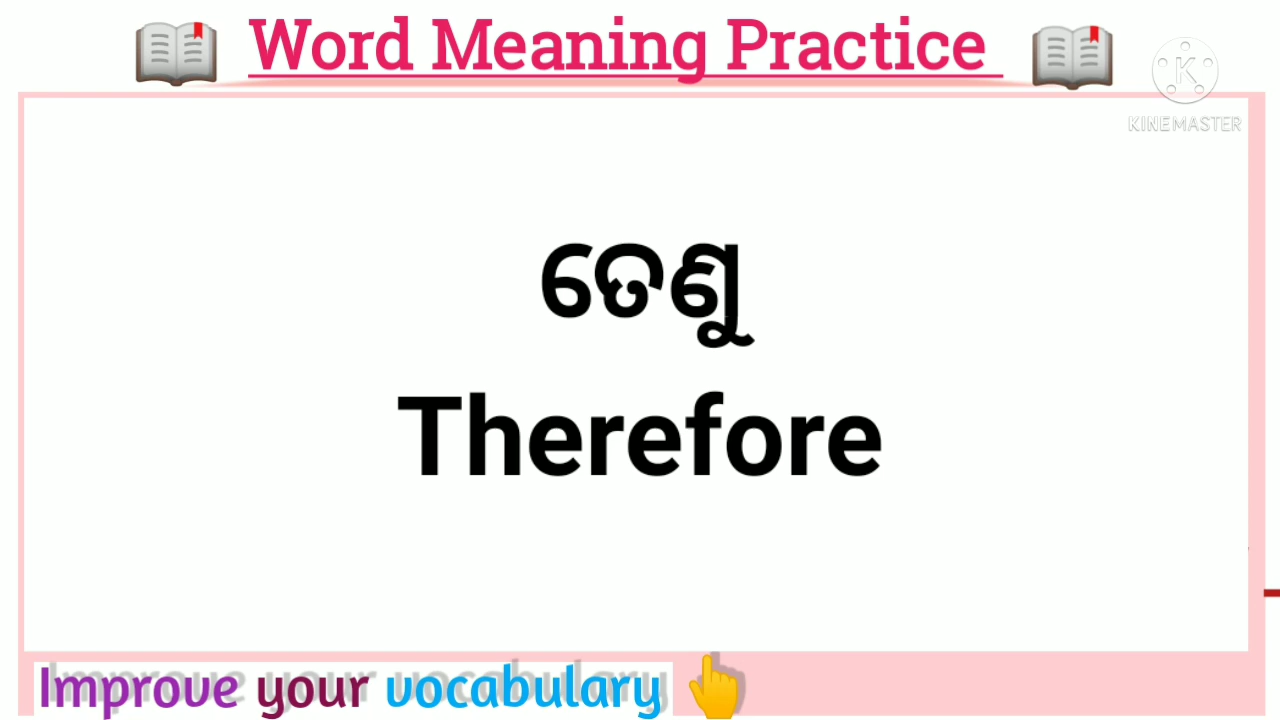 Word Meaning Practice
KINEMASTER
ତେଣୁ
Therefore
Improve your vocabulary